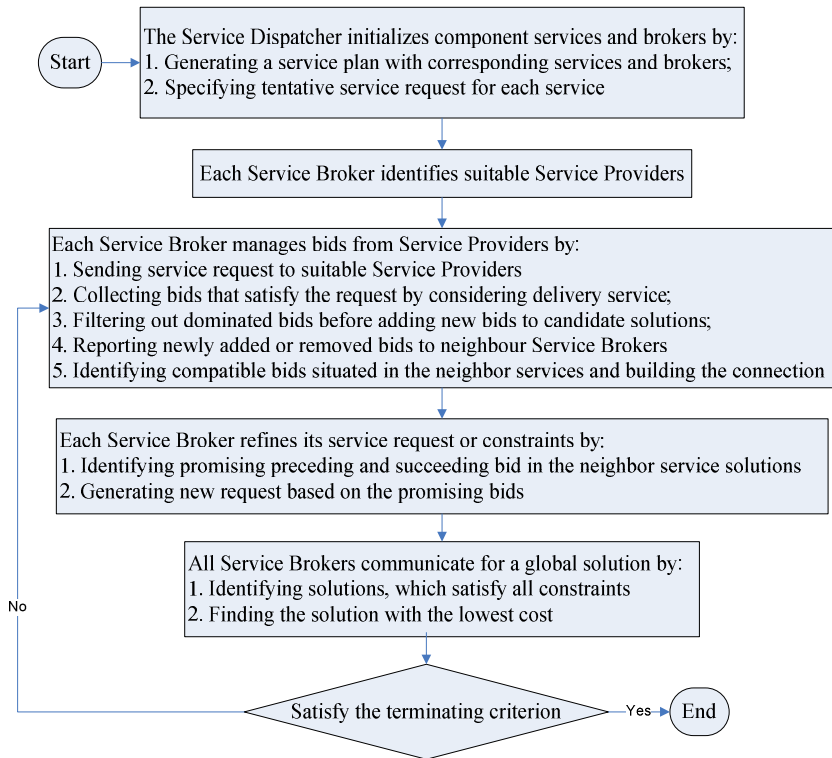 Start
The Service Dispatcher initializes component services and brokers by:
1. Generating a service plan with corresponding services and brokers;
2. Specifying tentative service request for each service
Each Service Broker identifies suitable Service Providers
Each Service Broker manages bids from Service Providers by:
1. Sending service request to suitable Service Providers
2. Collecting bids that satisfy the request by considering delivery service;
3. Filtering out dominated bids before adding new bids to candidate solutions;
4. Reporting newly added or removed bids to neighbour Service Brokers
5. Identifying compatible bids situated in the neighbor services and building the connection
Each Service Broker refines its service request or constraints by:
1. Identifying promising preceding and succeeding bid in the neighbor service solutions
2. Generating new request based on the promising bids
All Service Brokers communicate for a global solution by:
1. Identifying solutions, which satisfy all constraints
2. Finding the solution with the lowest cost
No
Satisfy the terminating criterion
Yes
End